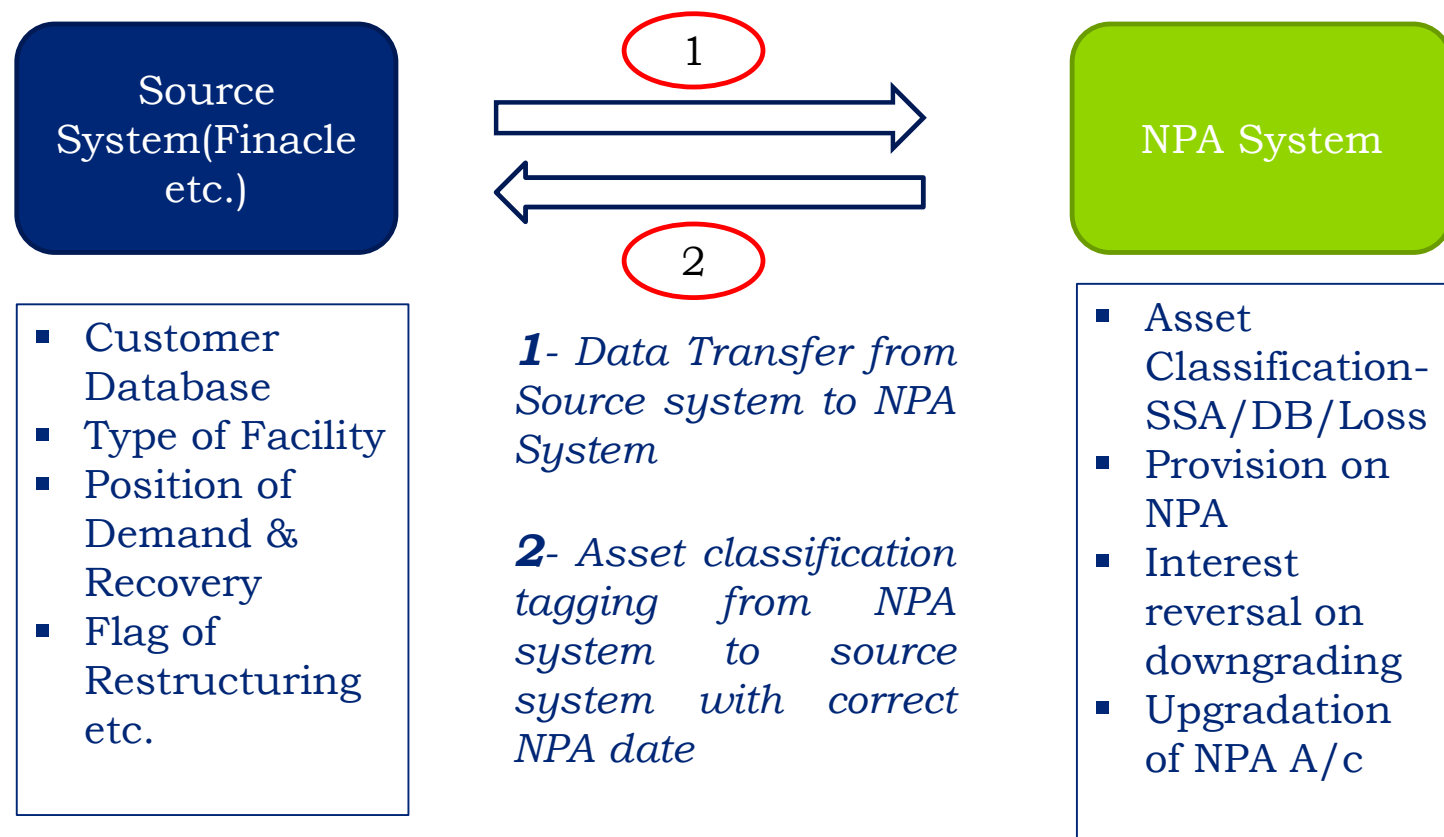 Source
System(Finacle
etc.)
1
2
NPA System
▪ Customer
Database
▪ Type of Facility
▪ Position of
Demand &
Recovery
▪ Flag of
Restructuring
etc.
1- Data Transfer from
Source system to NPA
System
2- Asset classification
tagging from NPA
system to source
system with correct
NPA date
▪ Asset
Classification-
SSA/DB/Loss
▪ Provision on
NPA
▪ Interest
reversal on
downgrading
▪ Upgradation
of NPA A/c